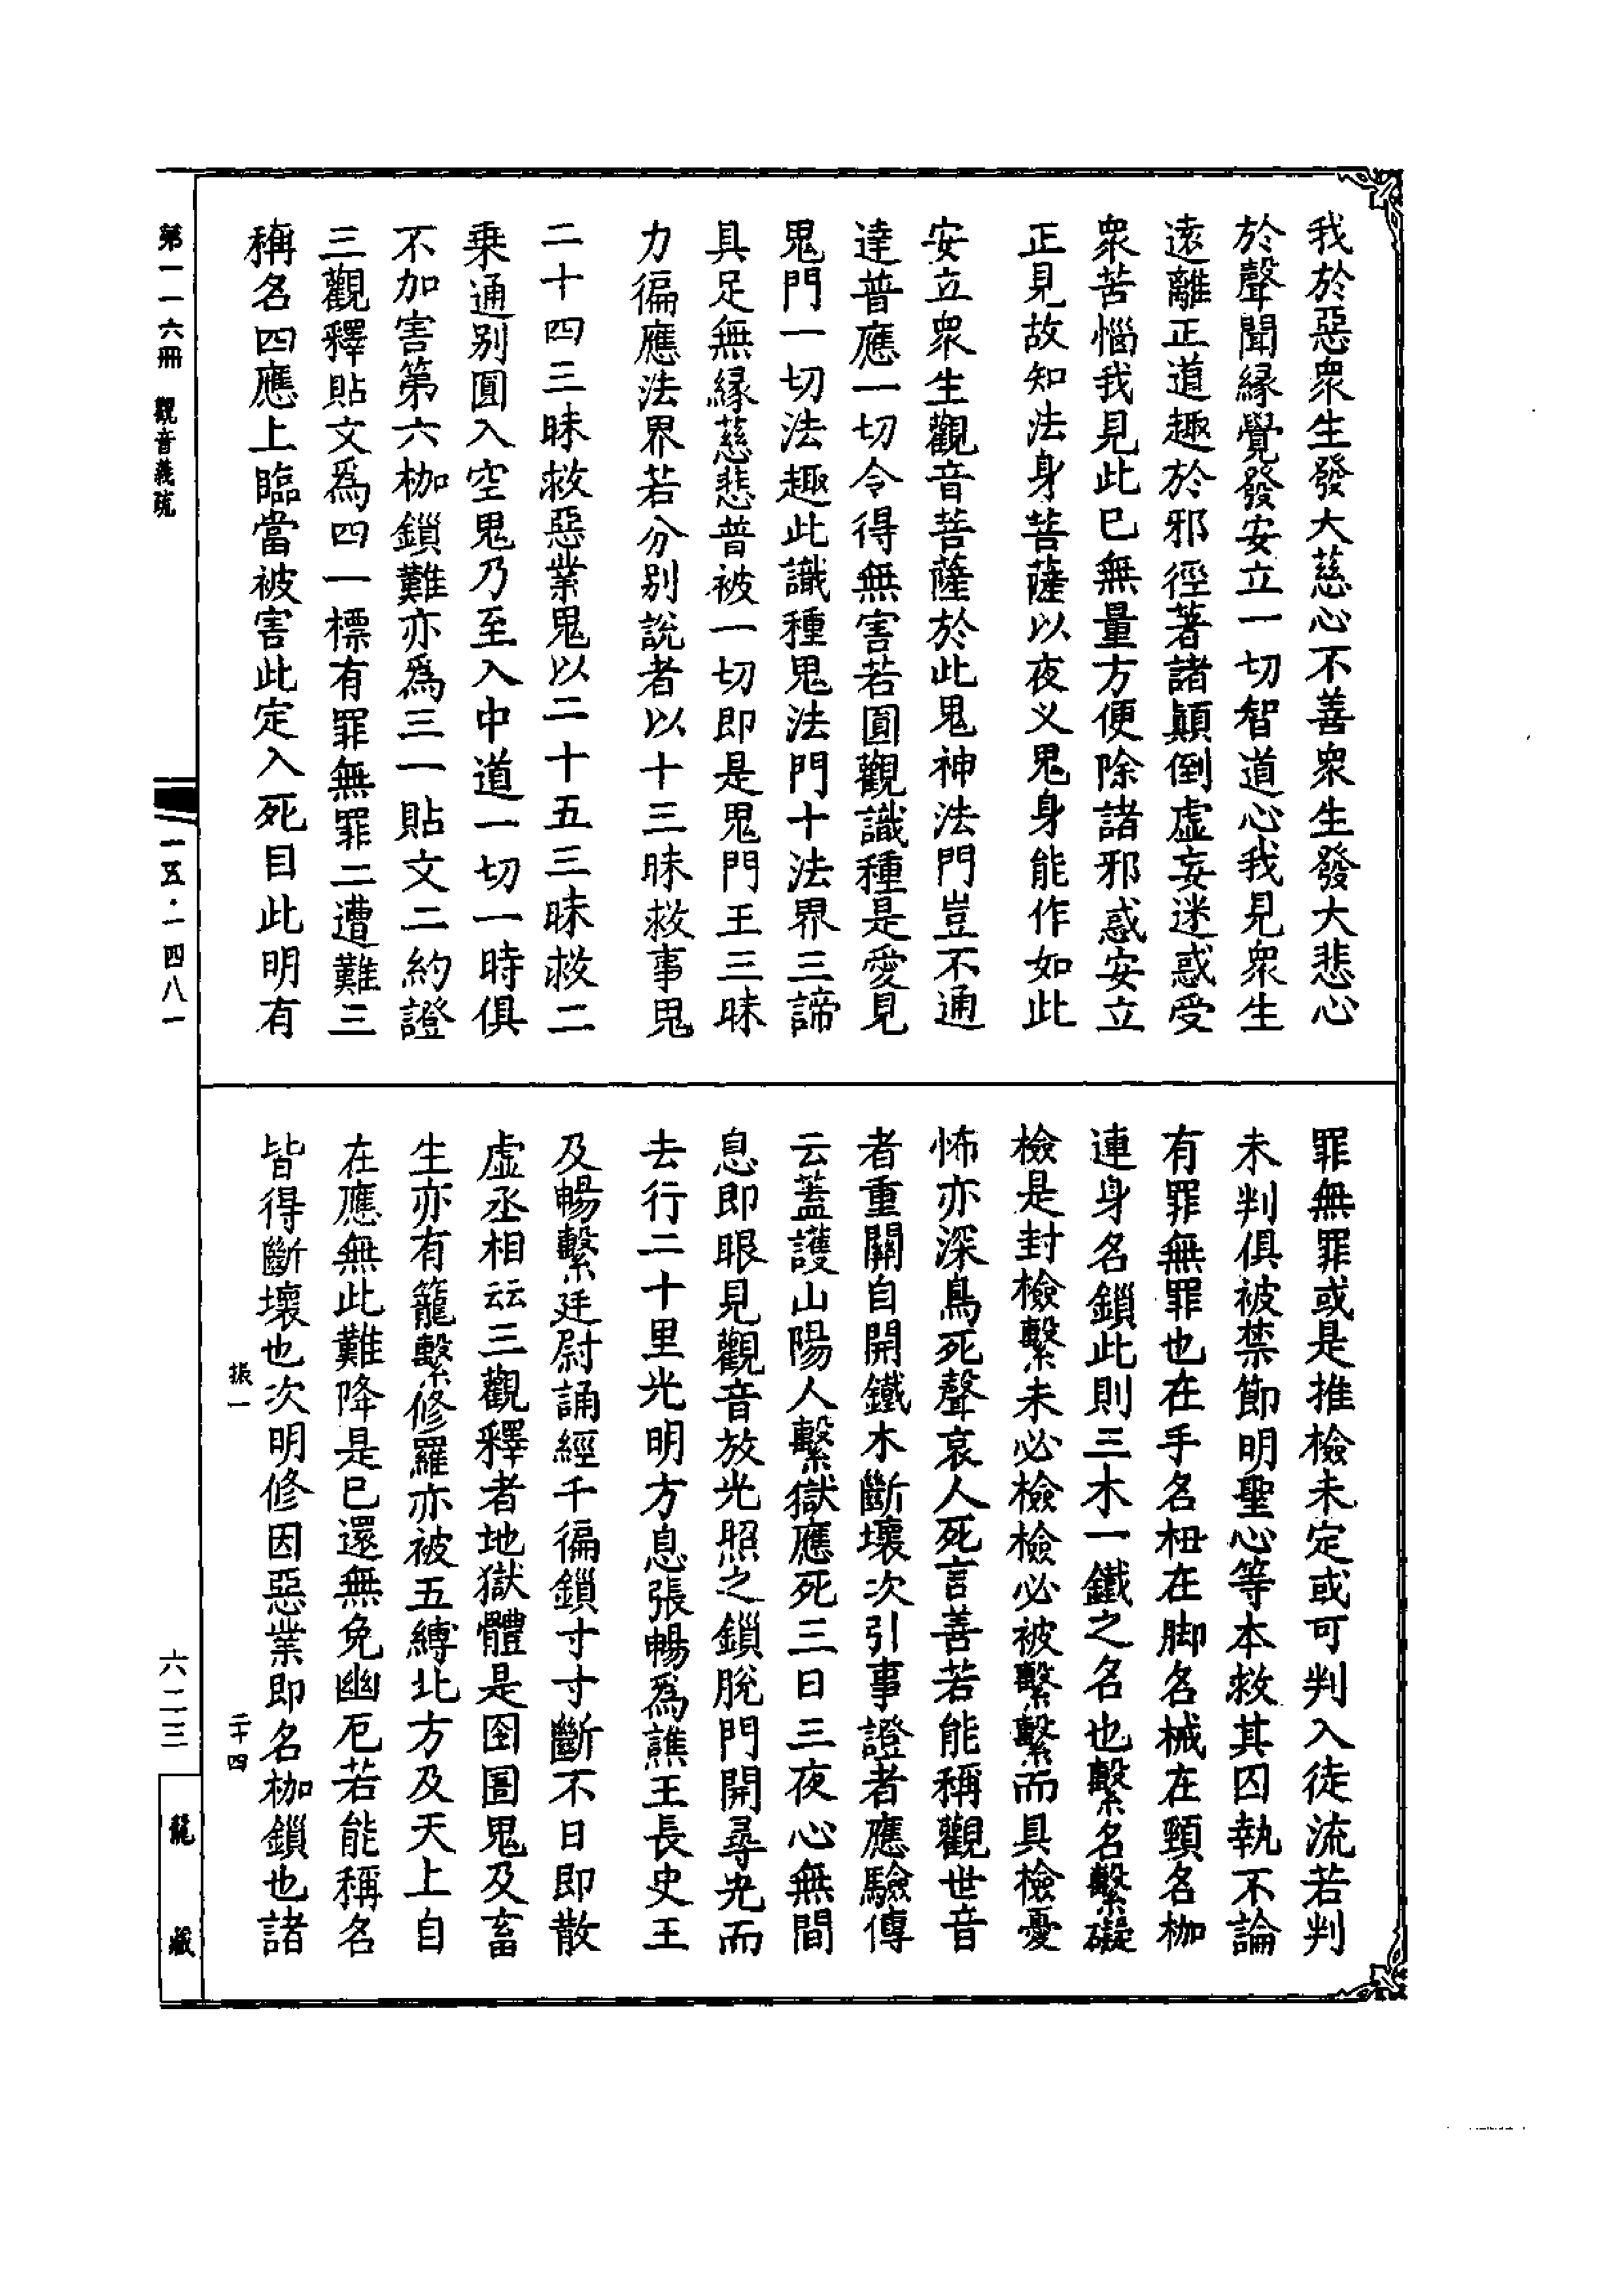 我於惡眾生發大慈心不善眾生發大悲心
於聲聞緣覺發安立一切智道心我見眾生
遠離正道趣於邪徑著諸顛倒虛妄迷惑受
眾苦惱我見此已無量方便除諸邪惑安立
正見故知法身菩薩以夜义鬼身能作如此
安立眾生觀音菩薩於此鬼神法門豈不通
達普應一切令得無害若圓觀識種是愛見
鬼門一切法趣此識種鬼法門十法界三諦
具足無緣慈悲普被一切即是鬼門王三昧
力徧應法界若分別說者以十三昧救事鬼
二十四三昧救惡業鬼以二十五三昧救二
乗通別圓入空鬼乃至入中道一切一時俱
不加害第六枷鎖難亦爲三一貼文二約證
三觀釋貼文爲四一標有罪無罪二遭難三
稱名四應上臨當被害此定入死目此明有
罪無罪或是推檢未定或可判入徒流若判
未判俱被禁節明聖心等本救其囚執不論
有罪無罪也在手名杻在脚名械在頸名枷
連身名鎖此則三木一鐵之名也繫名繫礙
檢是封檢繫未必檢檢必被繫繫而具檢憂
怖亦深鳥死聲哀人死言善若能稱觀世音
者重關自開鐵木斷壞次引事證者應驗傳
云蓋護山陽人繫獄應死三日三夜心無間
息即眼見觀音放光照之鎖脫門開尋光而
去行二十里光明方息張暢爲譙王長史王
及暢繫廷尉誦經千徧鎖寸寸斷不日即散
虛丞相云云三觀釋者地獄體是囹圄鬼及畜
生亦有籠繫修羅亦被五縛北方及天上自
在應無此難降是已還無免幽厄若能稱名
皆得斷壞也次明修因惡業即名枷鎖也諸
振一
二十四
第一一六冊 觀音義疏
一五·一四八一
六二三
龍藏